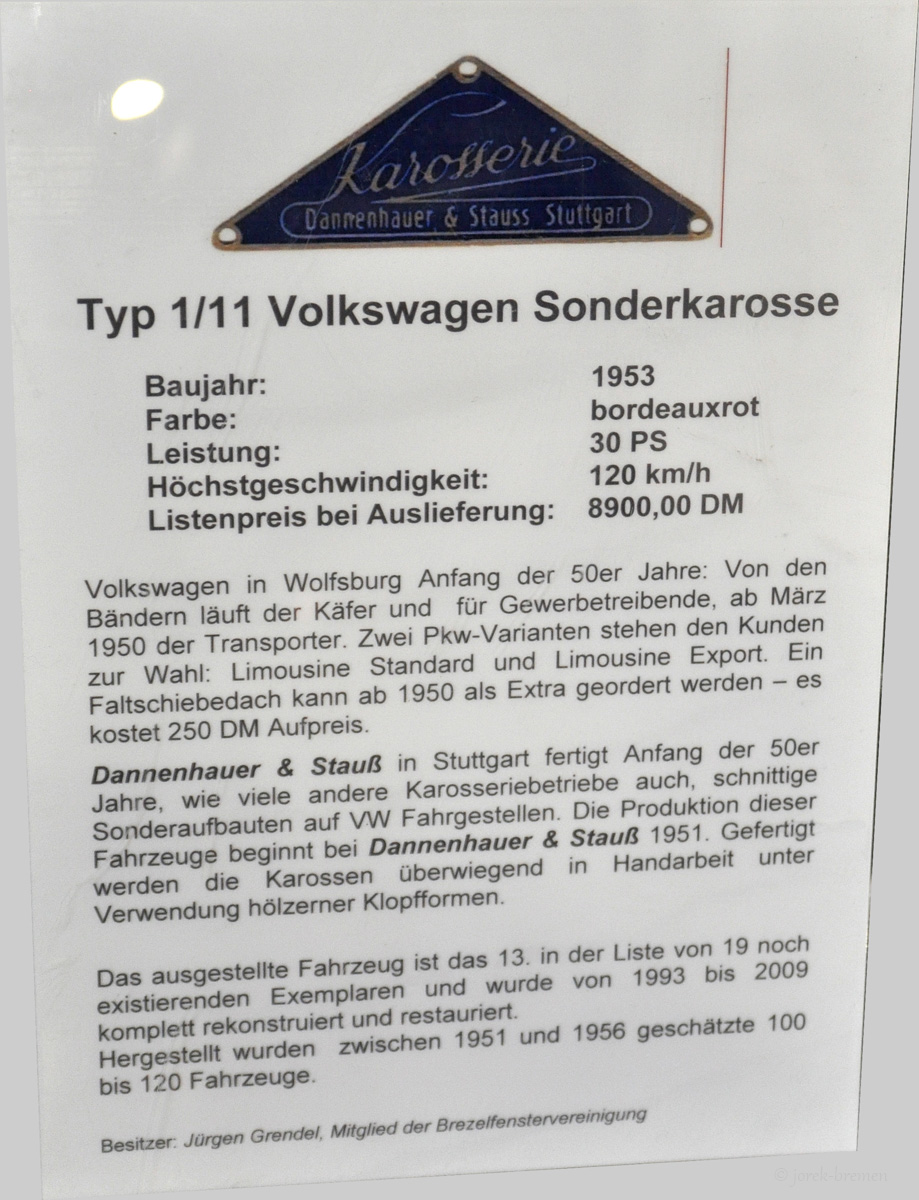 Karosserie
Dannenhauer & Stauss Stuttgart
Typ 1/11 Volkswagen Sonderkarosse
Baujahr: 1953
Farbe: bordeauxrot
Leistung: 30 PS
Höchstgeschwindigkeit: 120 km/h
Listenpreis bei Auslieferung: 8900,00 DM
Volkswagen in Wolfsburg Anfang der 50er Jahre: Von den
Bändern läuft der Käfer und für Gewerbetreibende, ab März
1950 der Transporter. Zwei Pkw-Varianten stehen den Kunden
zur Wahl: Limousine Standard und Limousine Export. Ein
Faltschiebedach kann ab 1950 als Extra geordert werden – es
kostet 250 DM Aufpreis.
Dannenhauer & Stauß in Stuttgart fertigt Anfang der 50er
Jahre, wie viele andere Karosseriebetriebe auch, schnittige
Sonderaufbauten auf VW Fahrgestellen. Die Produktion dieser
Fahrzeuge beginnt bei Dannenhauer & Stauß 1951. Gefertigt
werden die Karossen überwiegend in Handarbeit unter
Verwendung hölzerner Klopfformen.
Das ausgestellte Fahrzeug ist das 13. in der Liste von 19 noch
existierenden Exemplaren und wurde von 1993 bis 2009
komplett rekonstruiert und restauriert.
Hergestellt wurden zwischen 1951 und 1956 geschätzte 100
bis 120 Fahrzeuge.
Besitzer: Jürgen Grendel, Mitglied der Brezelfenstervereinigung
© jorek-bremen